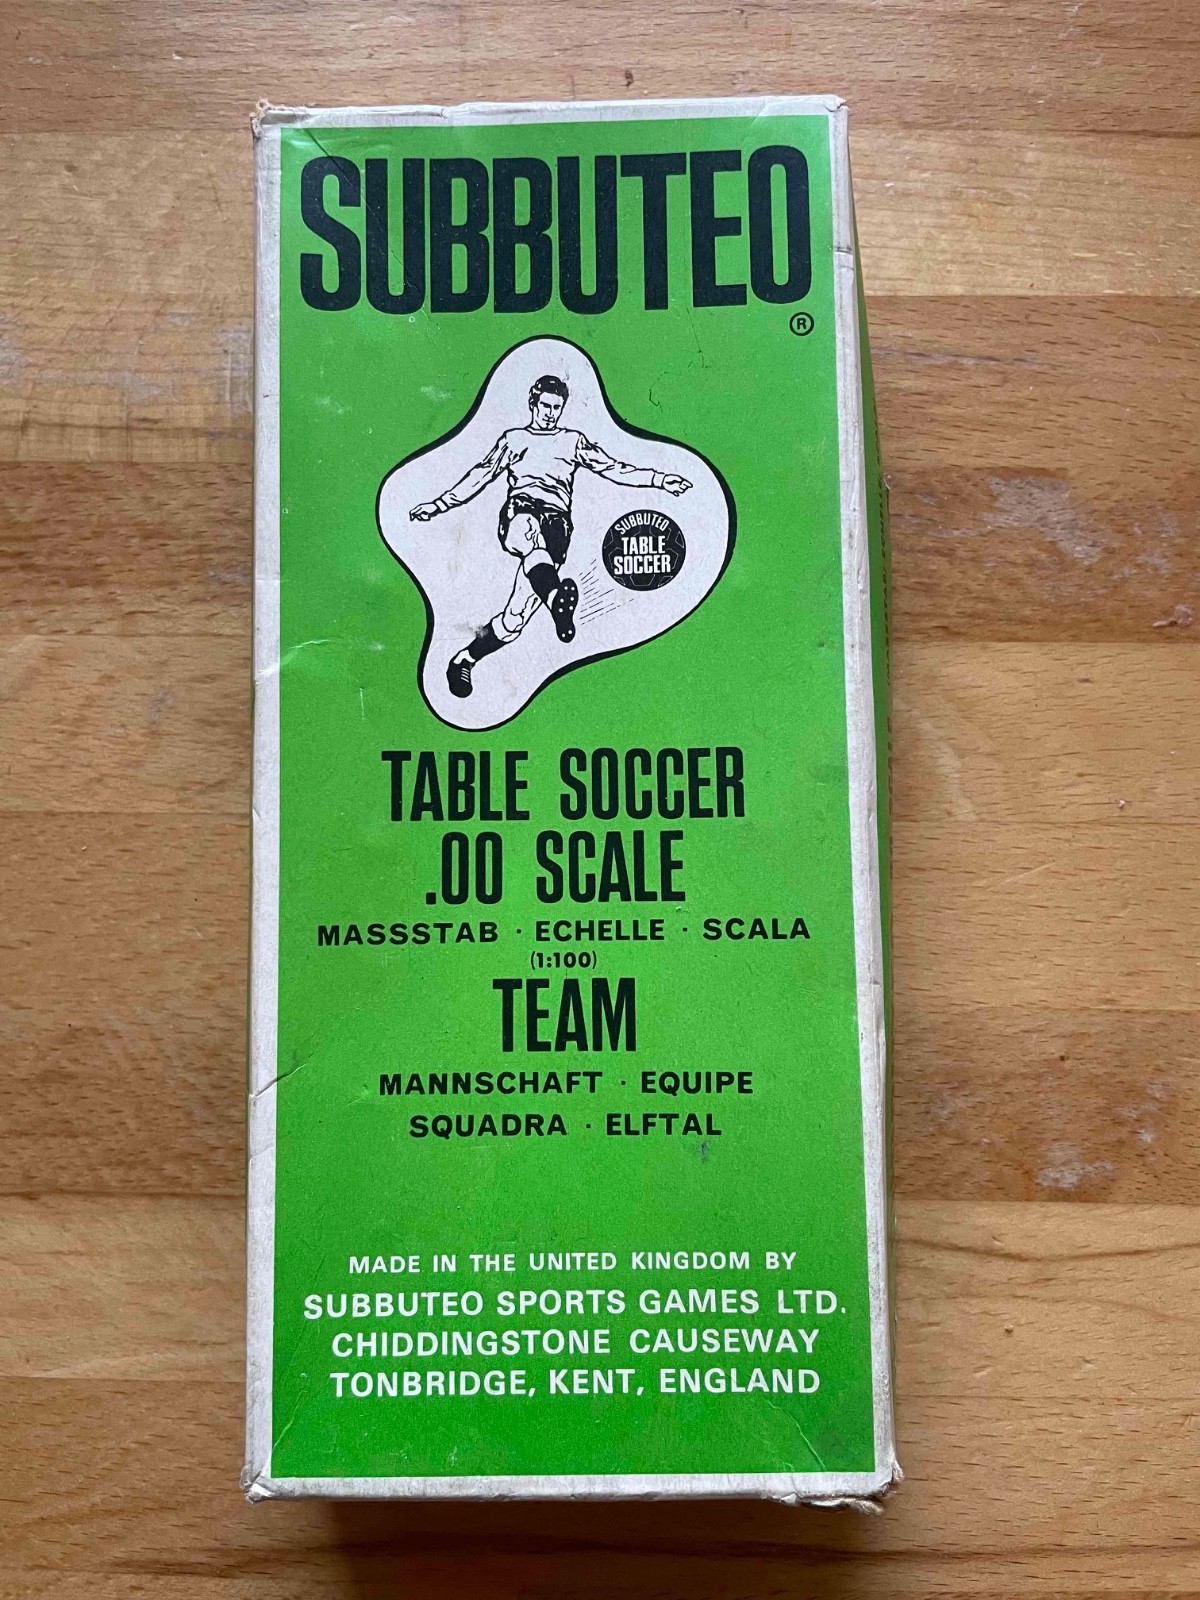 SUBBUTEO
®
SUBBUTEO
TABLE
SOCCER
TABLE SOCCER
.00 SCALE
MASSSTAB · ECHELLE · SCALA
(1:100)
TEAM
MANNSCHAFT · EQUIPE
SQUADRA · ELFTAL
MADE IN THE UNITED KINGDOM BY
SUBBUTEO SPORTS GAMES LTD.
CHIDDINGSTONE CAUSEWAY
TONBRIDGE, KENT, ENGLAND